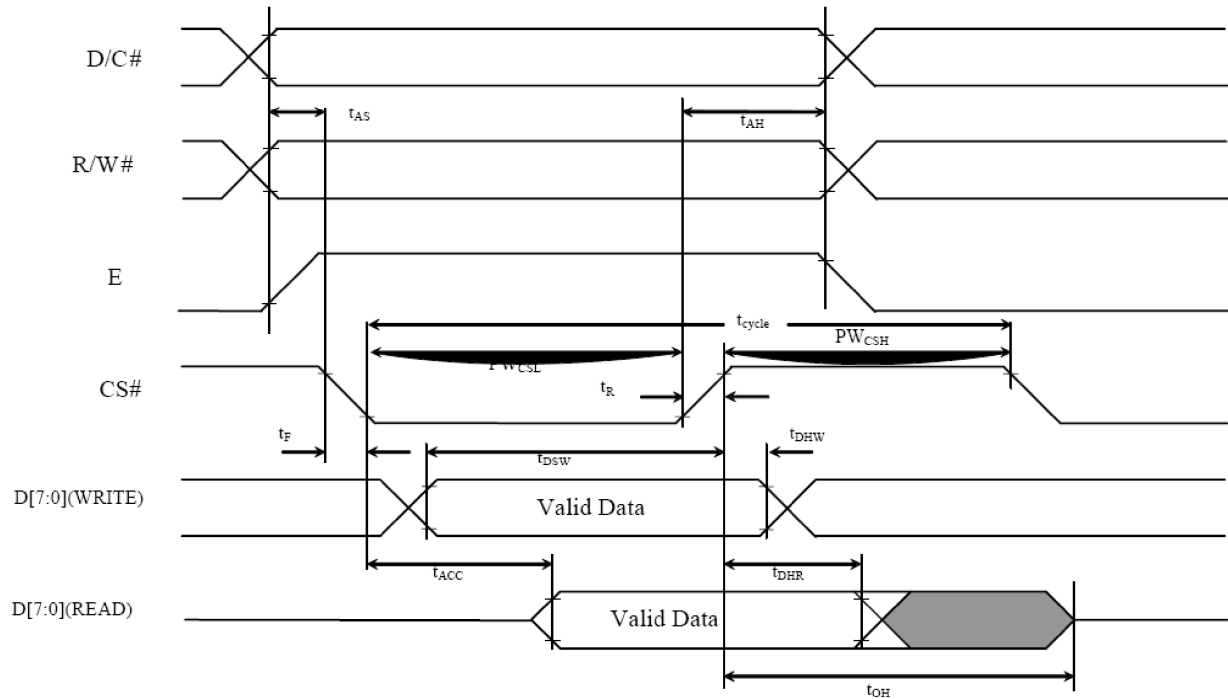 D/C#
tAS
tAH
R/W#
E
tcycle
PWCSH
PWCSL
CS#
tR
tF
tDSW
tDHW
D[7:0](WRITE)
Valid Data
tACC
tDHR
D[7:0](READ)
Valid Data
tOH